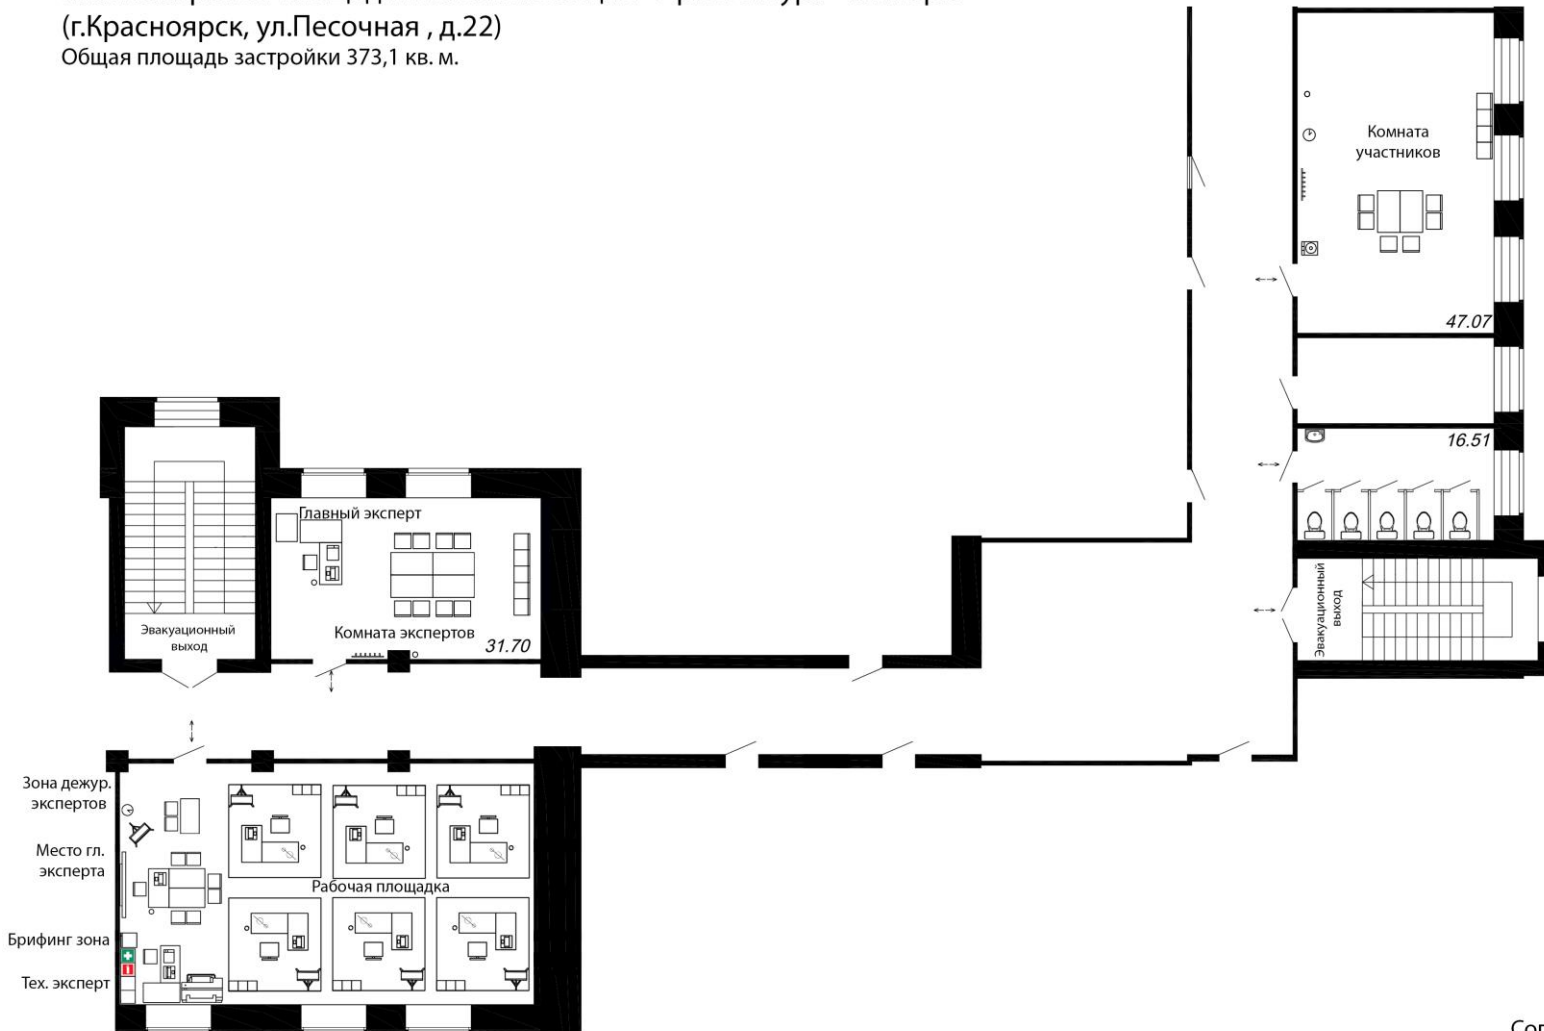 (г.Красноярск, ул.Песочная , д.22)
Общая площадь застройки 373,1 кв. м.
Комната
участников
47.07
16.51
Эвакуационный
выход
Главный эксперт
Комната экспертов
31.70
Эвакуационный
выход
Зона дежур.
экспертов
Место гл.
эксперта
Рабочая площадка
Брифинг зона
Тех. эксперт